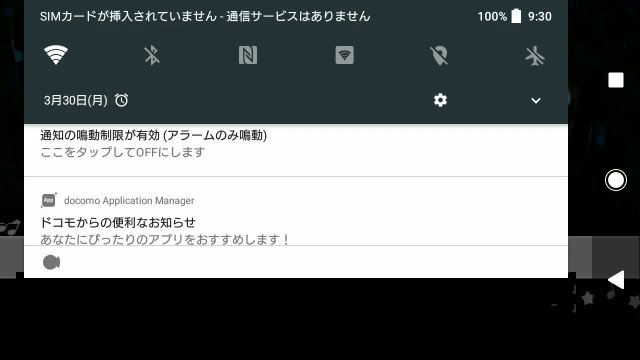 SIMカードが挿入されていません - 通信サービスはありません
100% 9:30
3月30日(月)
通知の鳴動制限が有効 (アラームのみ鳴動)
ここをタップしてOFFにします
App docomo Application Manager
ドコモからの便利なお知らせ
あなたにぴったりのアプリをおすすめします！